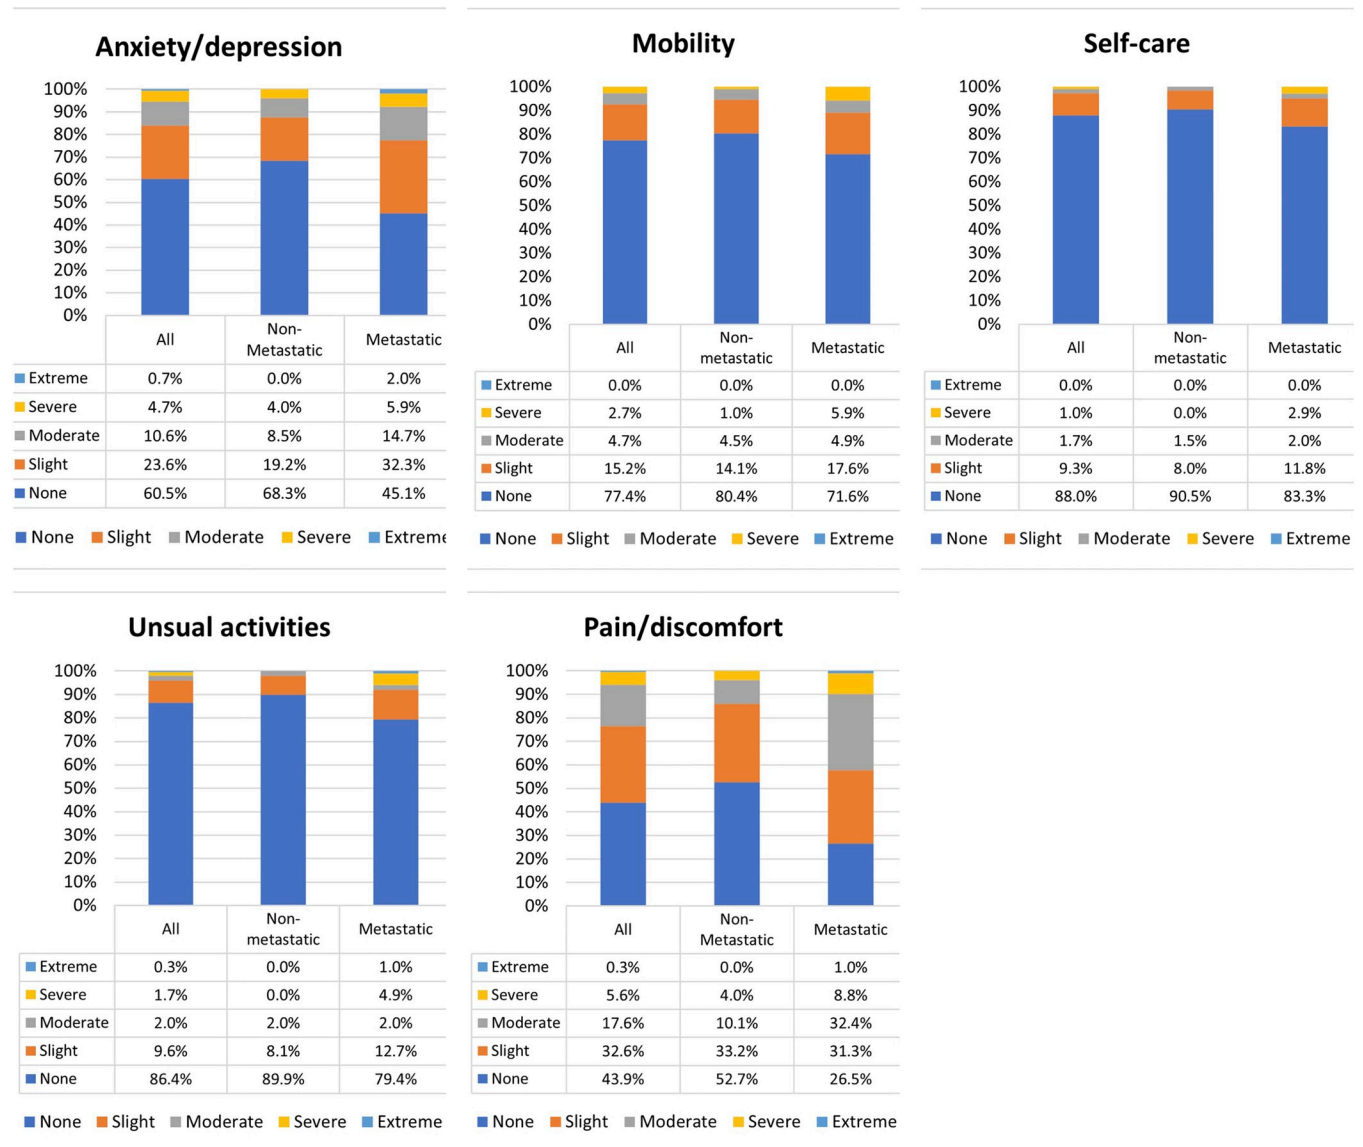 Anxiety/depression
100%
90%
80%
70%
60%
50%
40%
30%
20%
10%
0%
All Non-Metastatic Metastatic
Extreme 0.7% 0.0% 2.0%
Severe 4.7% 4.0% 5.9%
Moderate 10.6% 8.5% 14.7%
Slight 23.6% 19.2% 32.3%
None 60.5% 68.3% 45.1%
None Slight Moderate Severe Extreme
Mobility
100%
90%
80%
70%
60%
50%
40%
30%
20%
10%
0%
All Non-metastatic Metastatic
Extreme 0.0% 0.0% 0.0%
Severe 2.7% 1.0% 5.9%
Moderate 4.7% 4.5% 4.9%
Slight 15.2% 14.1% 17.6%
None 77.4% 80.4% 71.6%
None Slight Moderate Severe Extreme
Self-care
100%
90%
80%
70%
60%
50%
40%
30%
20%
10%
0%
All Non-metastatic Metastatic
Extreme 0.0% 0.0% 0.0%
Severe 1.0% 0.0% 2.9%
Moderate 1.7% 1.5% 2.0%
Slight 9.3% 8.0% 11.8%
None 88.0% 90.5% 83.3%
None Slight Moderate Severe Extreme
Unsual activities
100%
90%
80%
70%
60%
50%
40%
30%
20%
10%
0%
All Non-metastatic Metastatic
Extreme 0.3% 0.0% 1.0%
Severe 1.7% 0.0% 4.9%
Moderate 2.0% 2.0% 2.0%
Slight 9.6% 8.1% 12.7%
None 86.4% 89.9% 79.4%
None Slight Moderate Severe Extreme
Pain/discomfort
100%
90%
80%
70%
60%
50%
40%
30%
20%
10%
0%
All Non-Metastatic Metastatic
Extreme 0.3% 0.0% 1.0%
Severe 5.6% 4.0% 8.8%
Moderate 17.6% 10.1% 32.4%
Slight 32.6% 33.2% 31.3%
None 43.9% 52.7% 26.5%
None Slight Moderate Severe Extreme